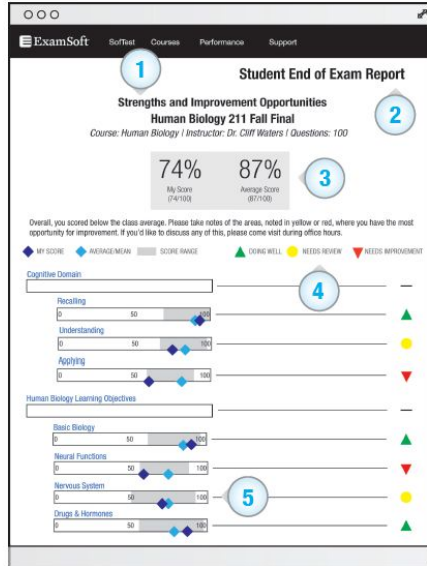 ExamSoft SofTest Courses Performance Support
1
Student End of Exam Report
2
Strengths and Improvement Opportunities
Human Biology 211 Fall Final
Course: Human Biology | Instructor: Dr. Cliff Waters | Questions: 100
74% 87%
My Score Average Score
(74/100) (87/100)
3
Overall, you scored below the class average. Please take notes of the areas, noted in yellow or red, where you have the most
opportunity for improvement. If you'd like to discuss any of this, please come visit during office hours.
MY SCORE AVERAGE/MEAN SCORE RANGE DOING WELL NEEDS REVIEW NEEDS IMPROVEMENT
4
Cognitive Domain
Recalling
0 50 100
Understanding
0 50 100
Applying
0 50 100
Human Biology Learning Objectives
Basic Biology
0 50 100
Neural Functions
0 50 100
Nervous System
0 50 100
5
Drugs & Hormones
0 50 100